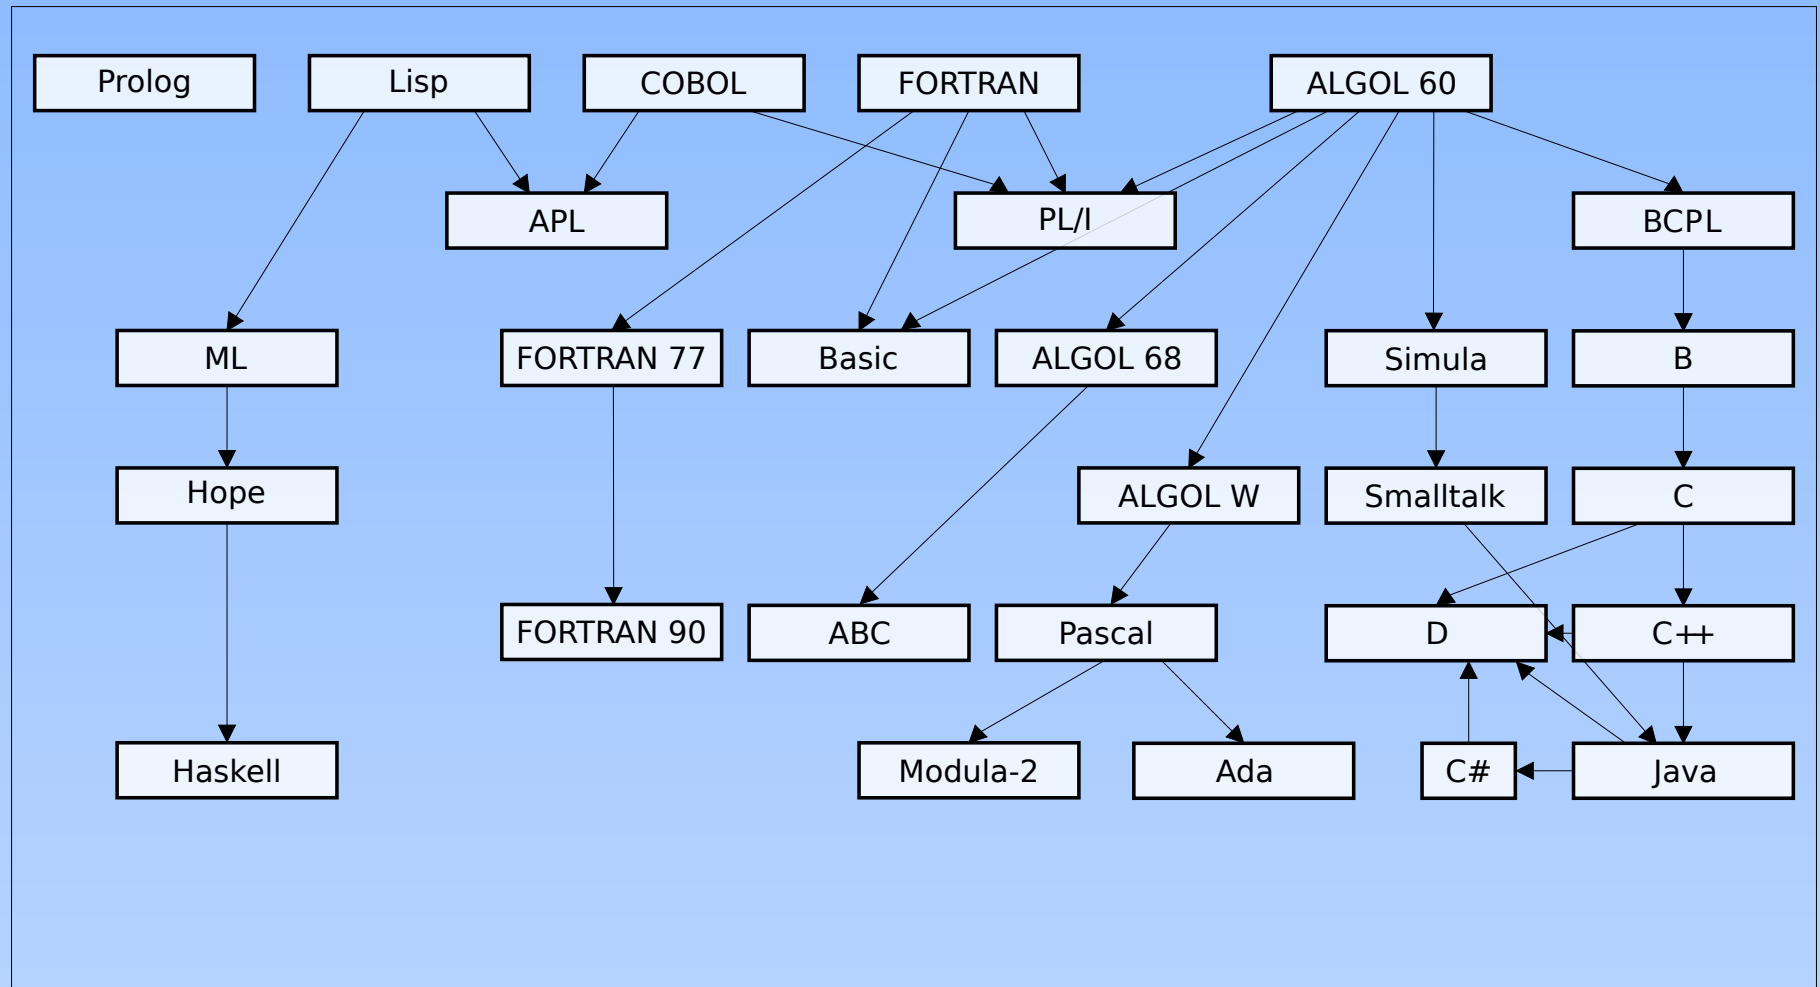 Prolog
Lisp
COBOL
FORTRAN
ALGOL 60
APL
PL/I
BCPL
ML
FORTRAN 77
Basic
ALGOL 68
Simula
B
Hope
ALGOL W
Smalltalk
C
FORTRAN 90
ABC
Pascal
D
C++
Haskell
Modula-2
Ada
C#
Java